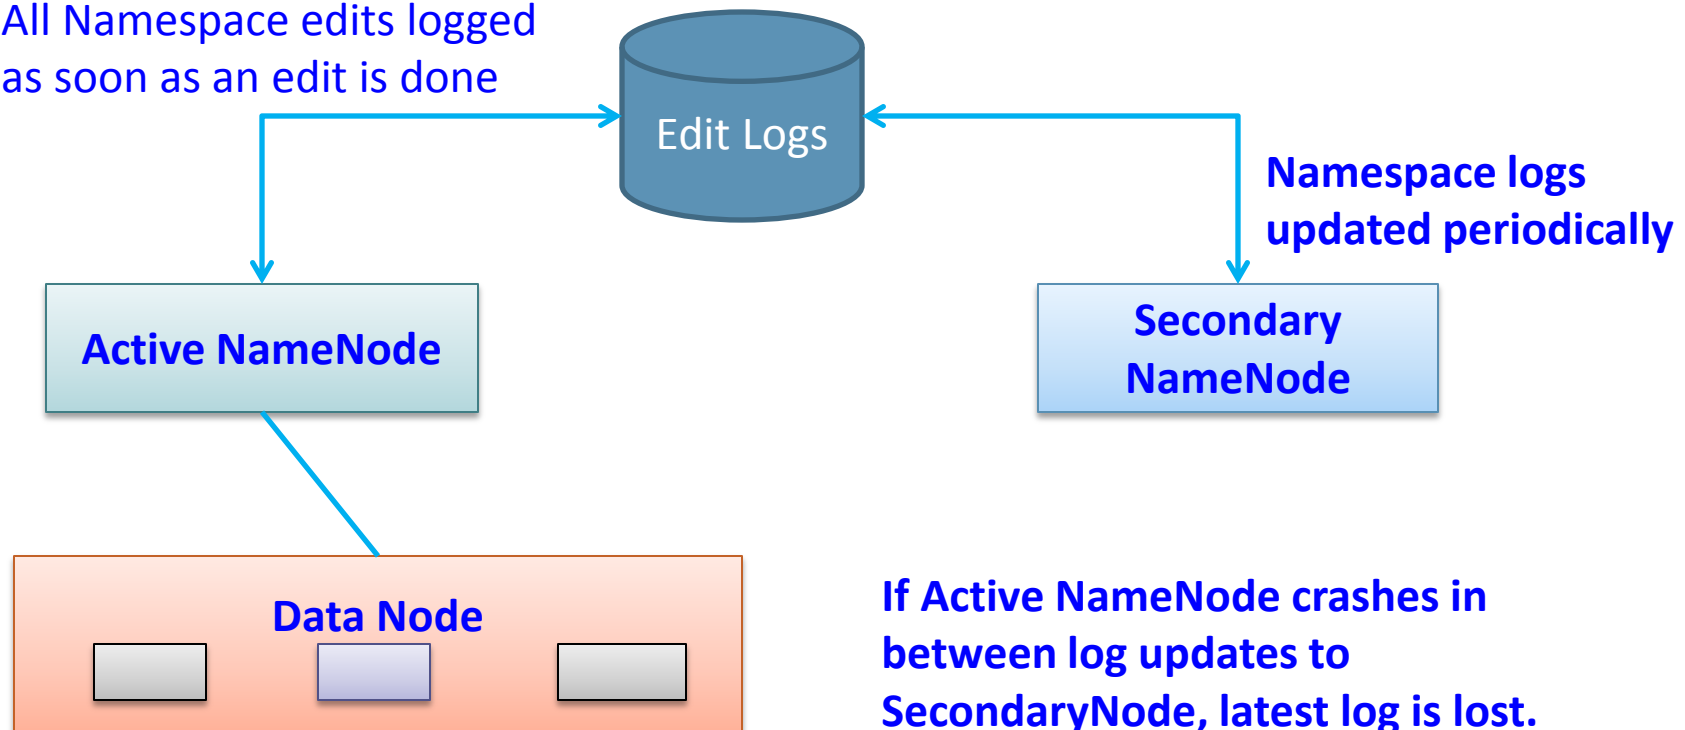 All Namespace edits logged
as soon as an edit is done
Edit Logs
Namespace logs
updated periodically
Active NameNode
Secondary
NameNode
Data Node
If Active NameNode crashes in
between log updates to
SecondaryNode, latest log is lost.